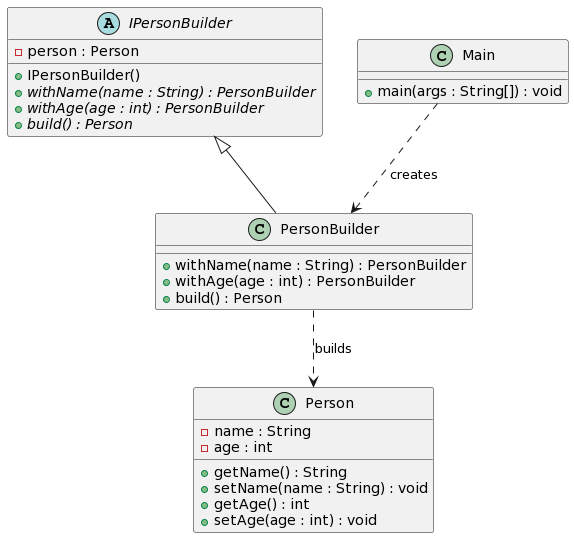 A IPersonBuilder
person : Person
IPersonBuilder()
withName(name : String) : PersonBuilder
withAge(age : int) : PersonBuilder
build() : Person
C Main
main(args : String[]) : void
creates
C PersonBuilder
withName(name : String) : PersonBuilder
withAge(age : int) : PersonBuilder
build() : Person
builds
C Person
name : String
age : int
getName() : String
setName(name : String) : void
getAge() : int
setAge(age : int) : void